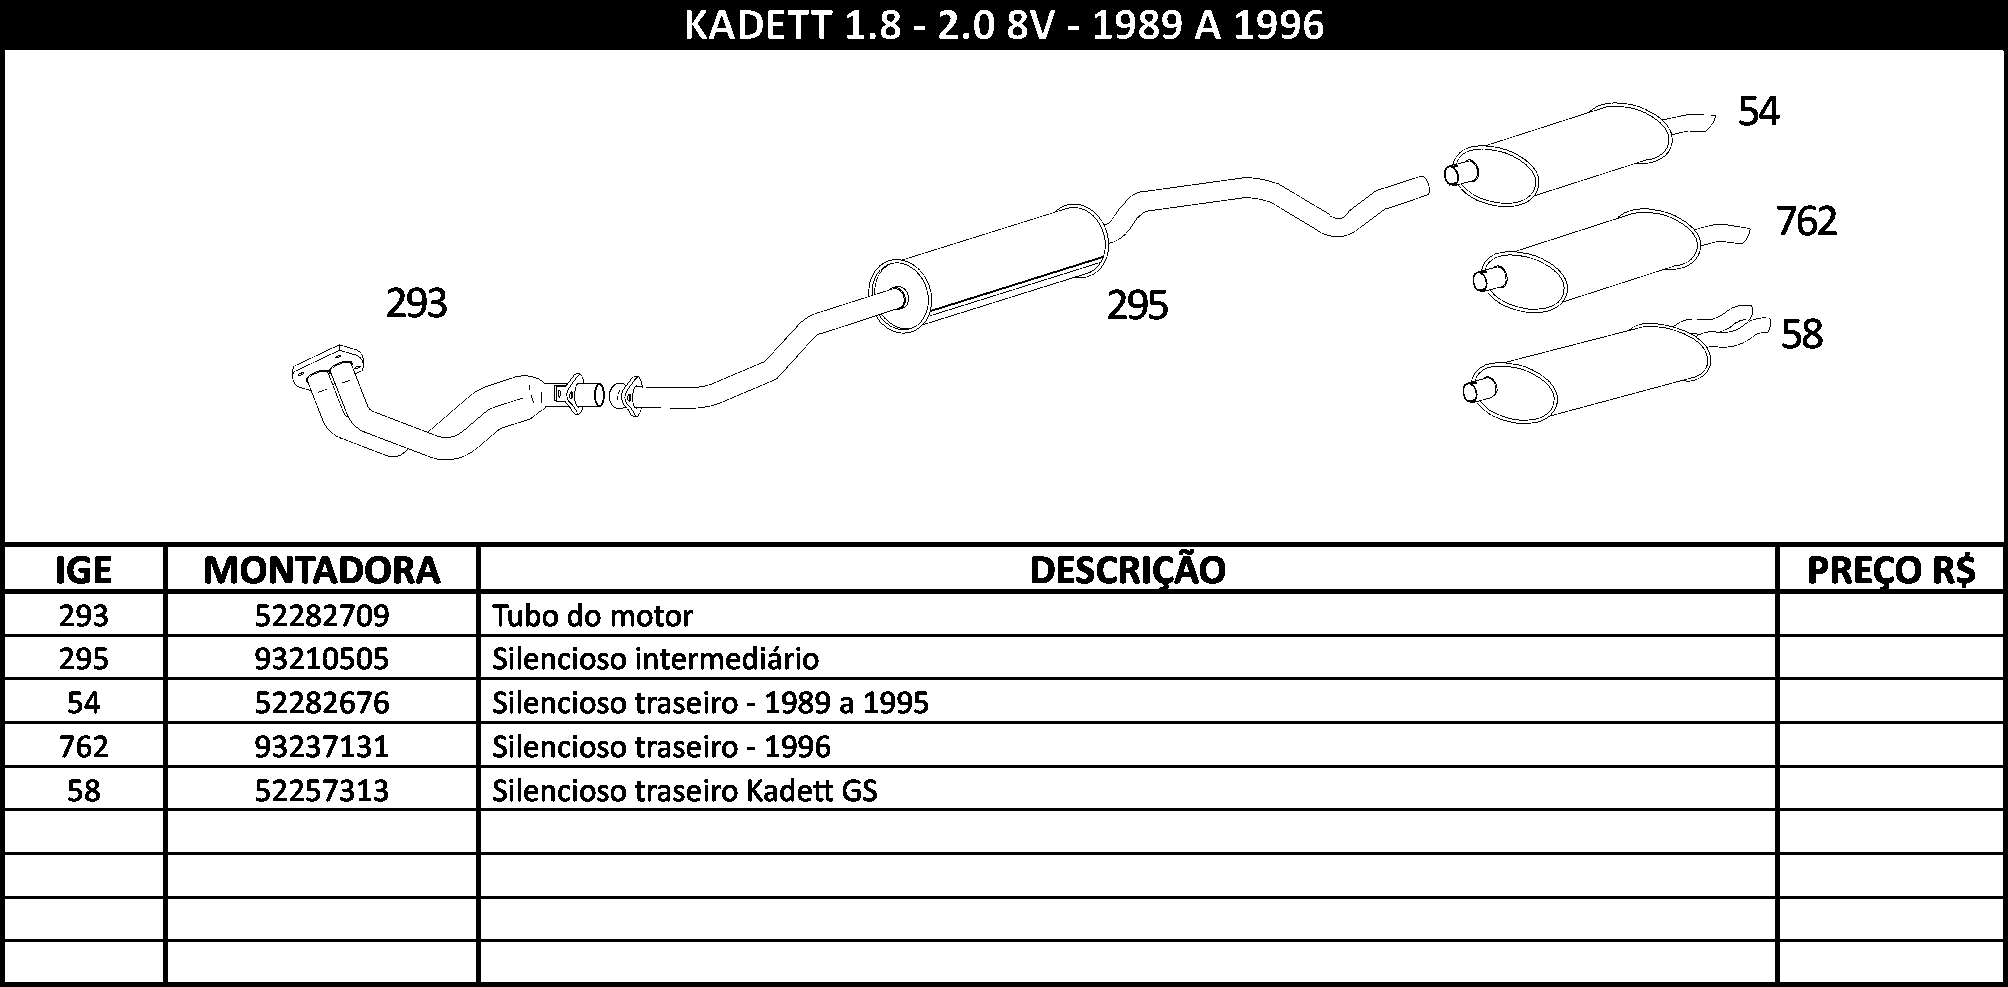 KADETT 1.8 - 2.0 8V - 1989 A 1996
54
762
293
295
58
IGE MONTADORA DESCRIÇÃO PREÇO R$
293 52282709 Tubo do motor
295 93210505 Silencioso intermediário
54 52282676 Silencioso traseiro - 1989 a 1995
762 93237131 Silencioso traseiro - 1996
58 52257313 Silencioso traseiro Kadett GS